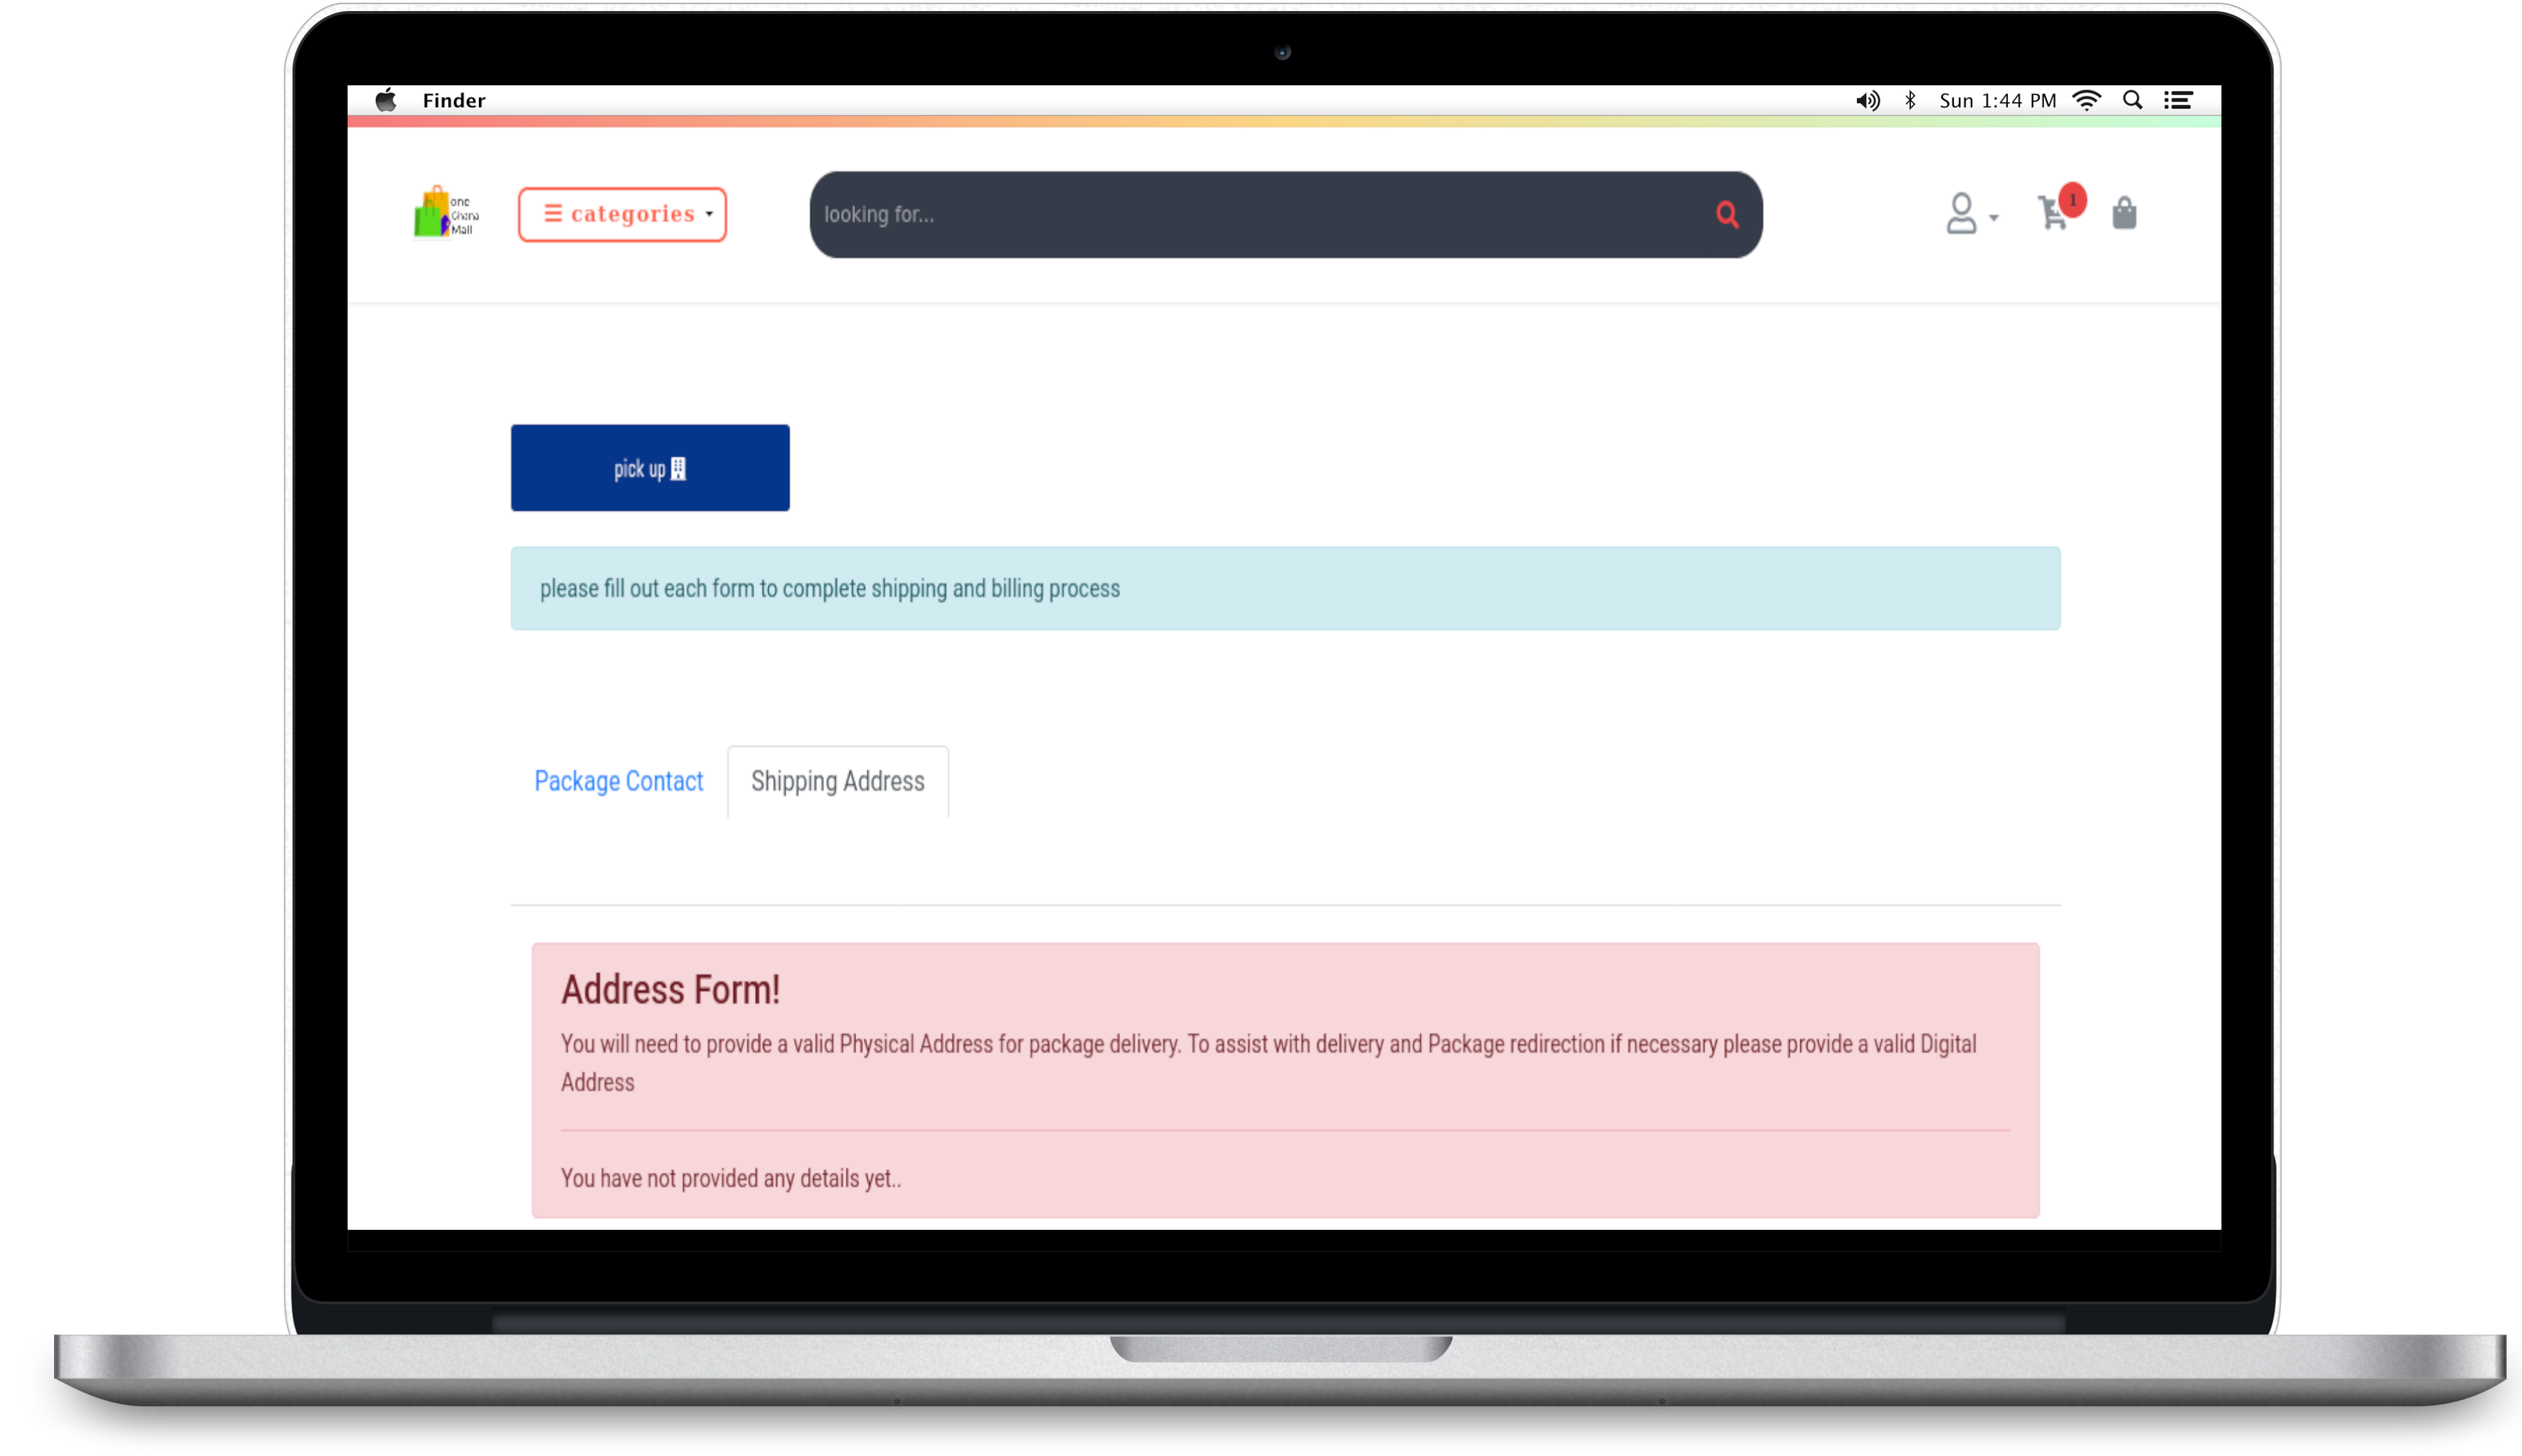 Finder
Sun 1:44 PM
one
Ghana
Mall
categories
looking for...
1
pick up
please fill out each form to complete shipping and billing process
Package Contact
Shipping Address
Address Form!
You will need to provide a valid Physical Address for package delivery. To assist with delivery and Package redirection if necessary please provide a valid Digital
Address
You have not provided any details yet..